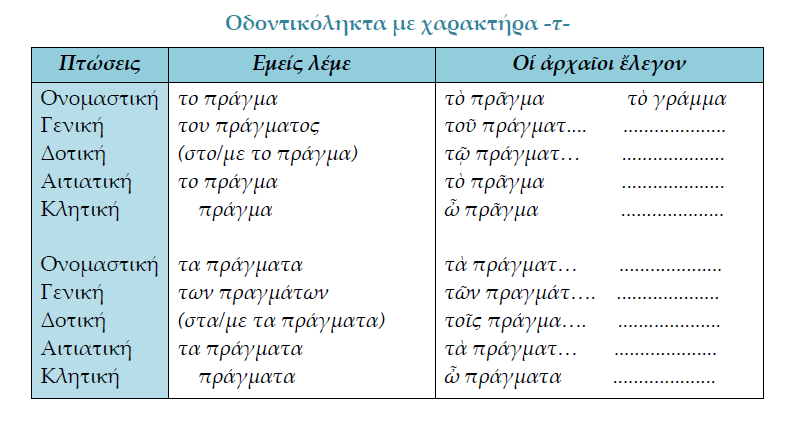 Οδοντικόληκτα με χαρακτήρα -τ-
Πτώσεις Εμείς λέμε Οἱ ἀρχαῖοι ἔλεγον
Ονομαστική το πράγμα τὸ πρᾶγμα τὸ γράμμα
Γενική του πράγματος τοῦ πράγματ.... .....................
Δοτική (στο/με το πράγμα) τῷ πράγματ… .....................
Αιτιατική το πράγμα τὸ πρᾶγμα .....................
Κλητική πράγμα ὦ πρᾶγμα .....................
Ονομαστική τα πράγματα τὰ πράγματ… .....................
Γενική των πραγμάτων τῶν πραγμάτ…. .....................
Δοτική (στα/με τα πράγματα) τοῖς πράγμα…. .....................
Αιτιατική τα πράγματα τὰ πράγματ… .....................
Κλητική πράγματα ὦ πράγματα .....................